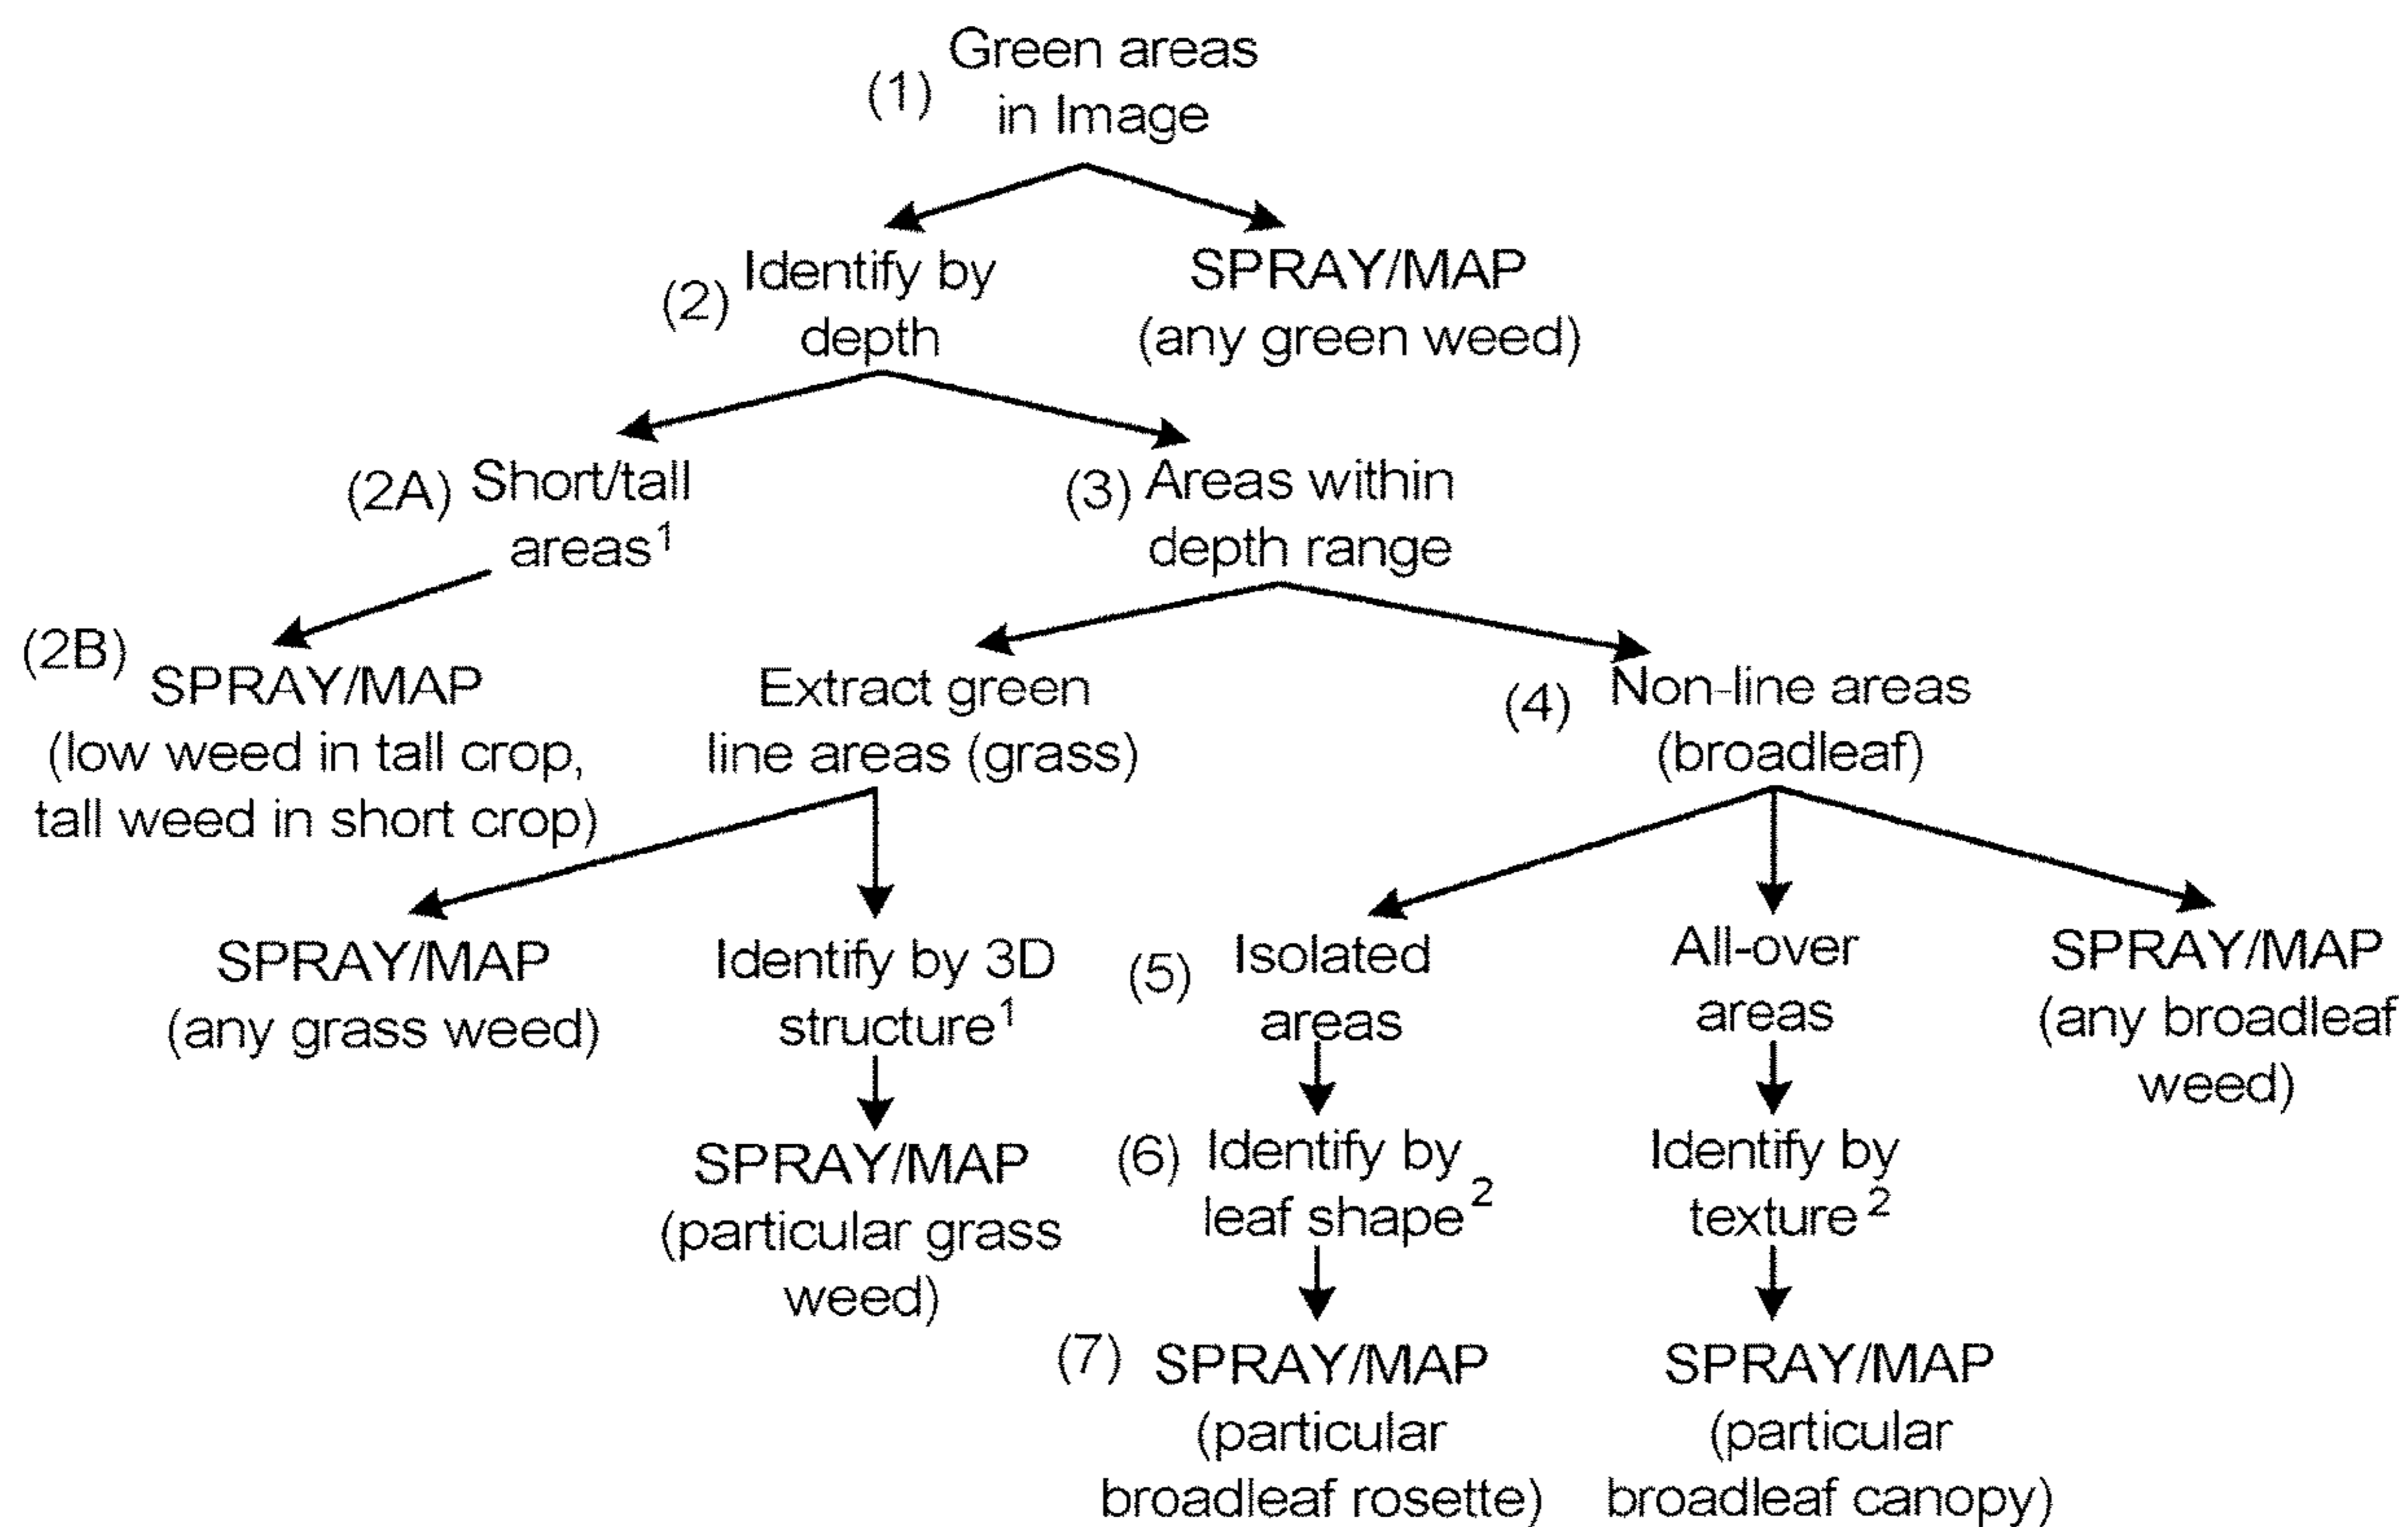 (1) Green areas
in Image
(2) Identify by
depth
SPRAY/MAP
(any green weed)
(2A) Short/tall
areas¹
(3) Areas within
depth range
(2B) SPRAY/MAP
(low weed in tall crop,
tall weed in short crop)
Extract green
line areas (grass)
(4) Non-line areas
(broadleaf)
SPRAY/MAP
(any grass weed)
Identify by 3D
structure¹
(5) Isolated
areas
All-over
areas
SPRAY/MAP
(any broadleaf
weed)
SPRAY/MAP
(particular grass
weed)
(6) Identify by
leaf shape²
Identify by
texture²
(7) SPRAY/MAP
(particular
broadleaf rosette)
SPRAY/MAP
(particular
broadleaf canopy)